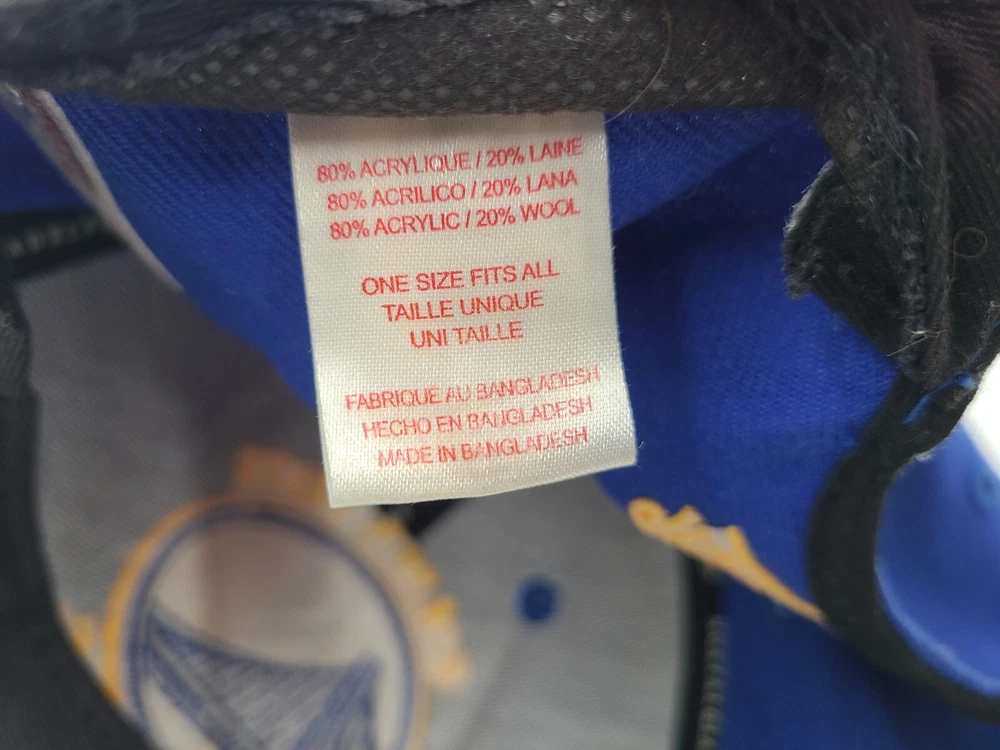 80% ACRYLIQUE / 20% LAINE
80% ACRILICO / 20% LANA
80% ACRYLIC / 20% WOOL
ONE SIZE FITS ALL
TAILLE UNIQUE
UNI TAILLE
FABRIQUE AU BANGLADESH
HECHO EN BANGLADESH
MADE IN BANGLADESH